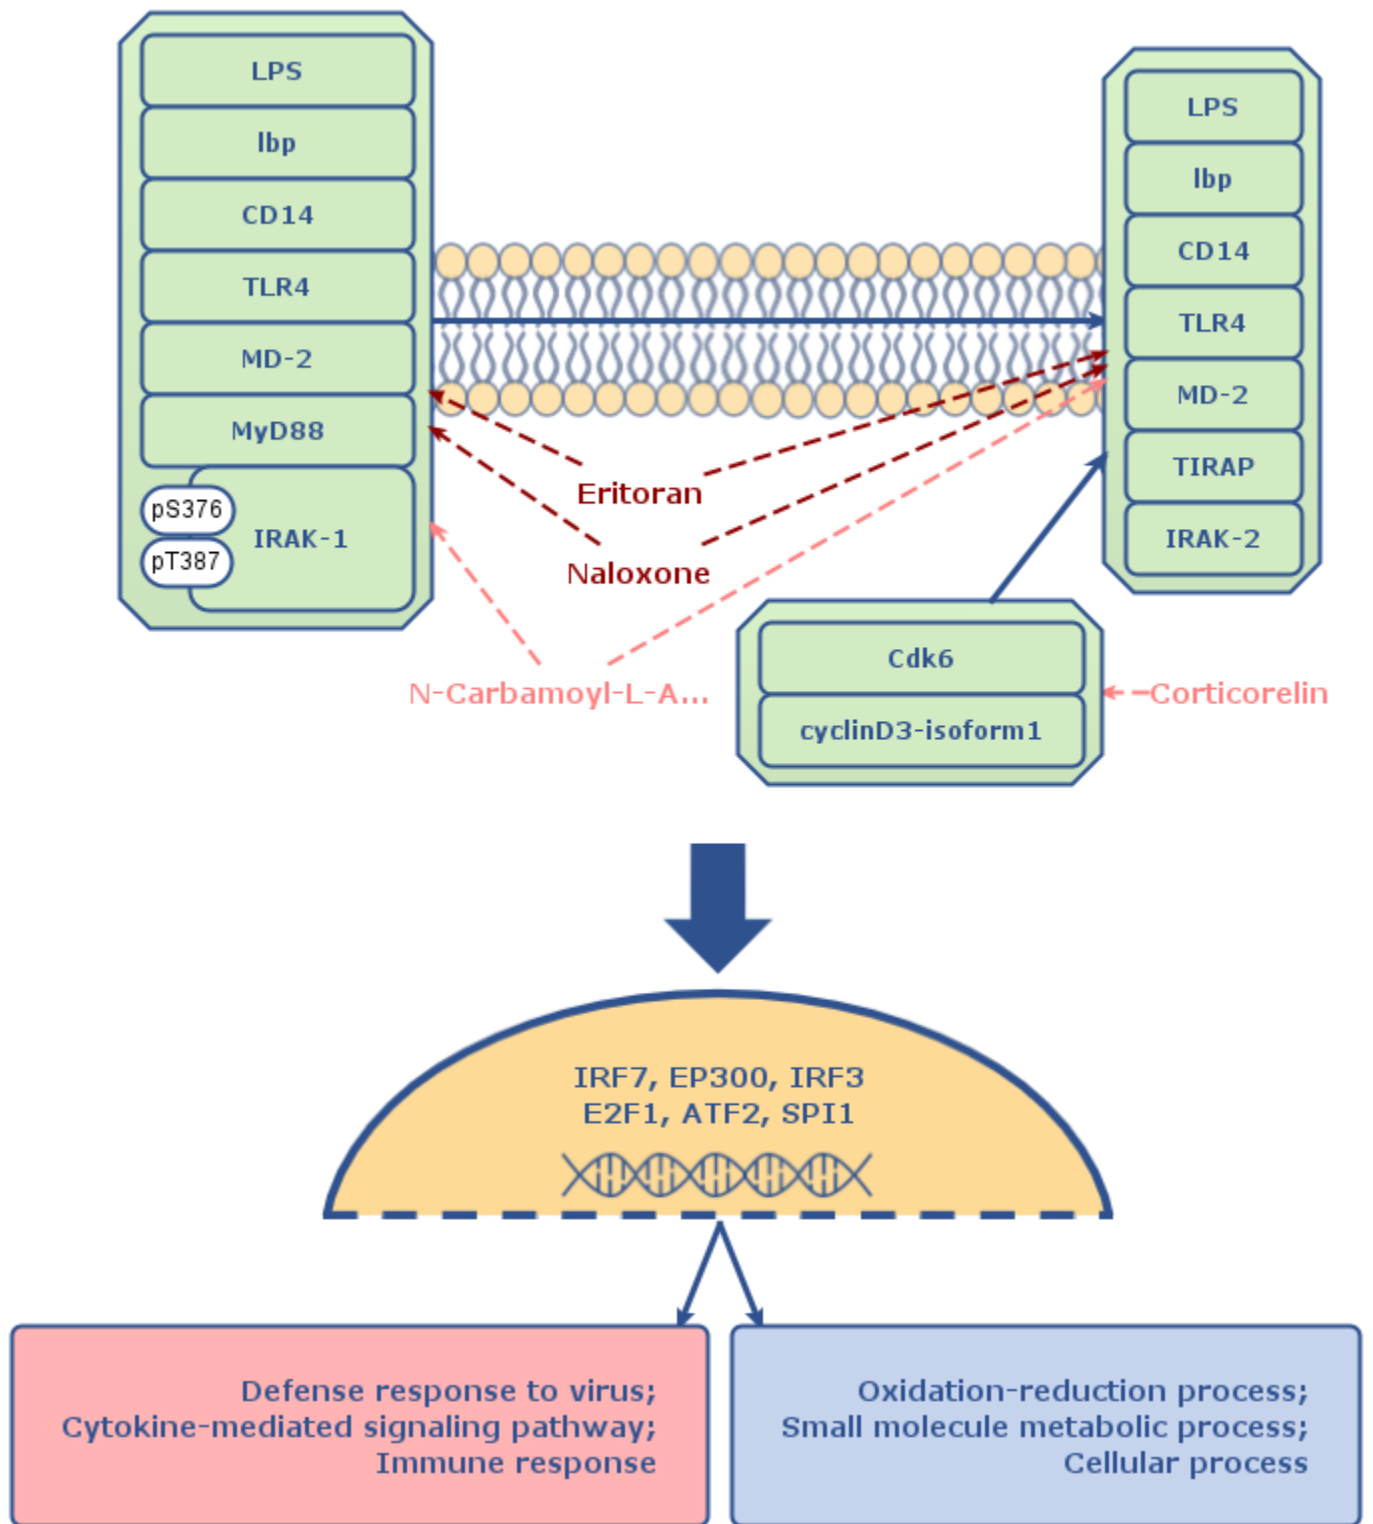 LPS
lbp
CD14
TLR4
MD-2
MyD88
pS376
IRAK-1
pT387
LPS
lbp
CD14
TLR4
MD-2
TIRAP
IRAK-2
Eritoran
Naloxone
N-Carbamoyl-L-A...
Cdk6
cyclinD3-isoform1
Corticorelin
IRF7, EP300, IRF3
E2F1, ATF2, SPI1
Defense response to virus;
Cytokine-mediated signaling pathway;
Immune response
Oxidation-reduction process;
Small molecule metabolic process;
Cellular process